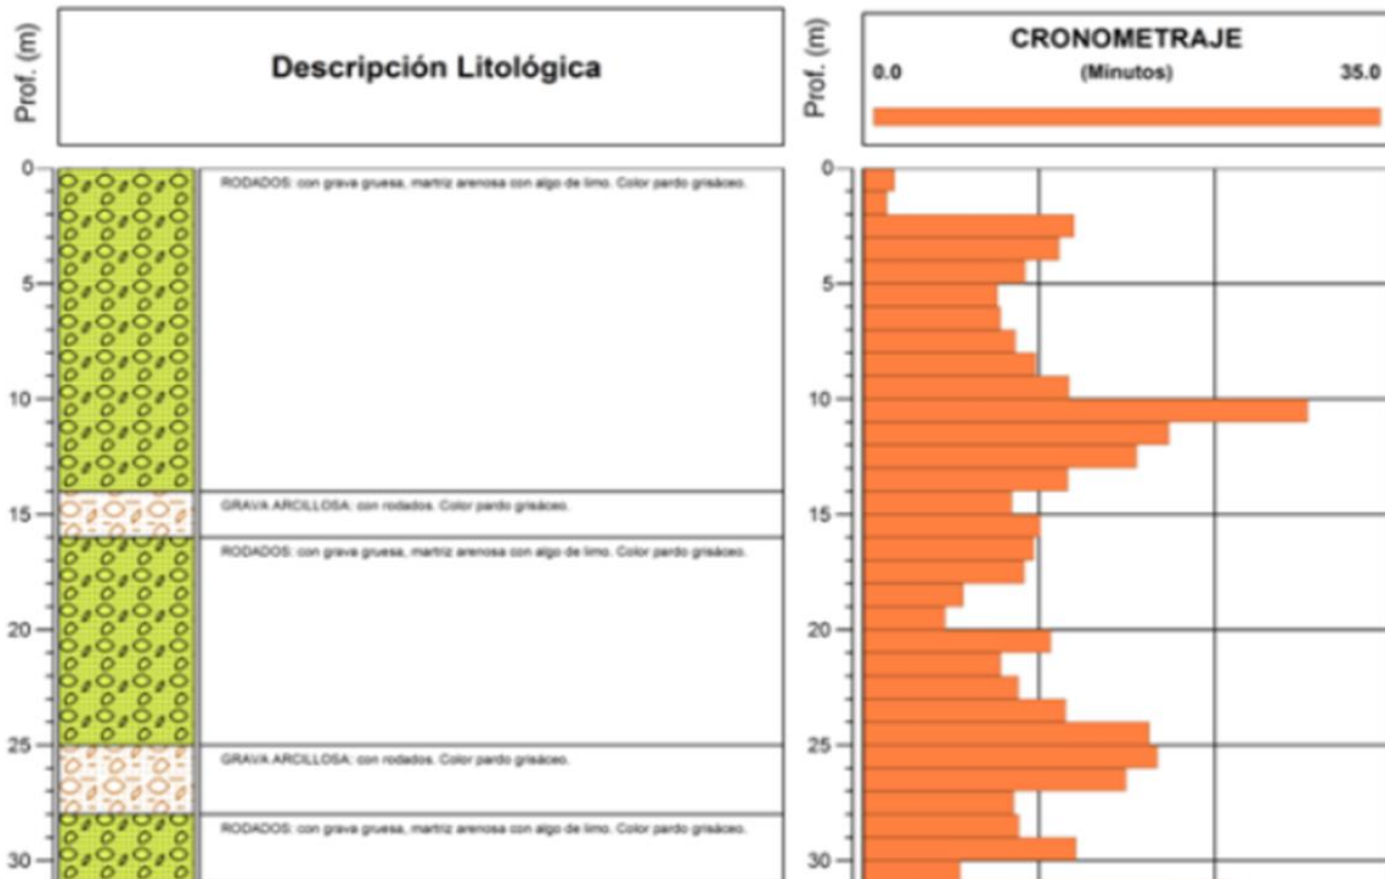 Prof. (m)
Descripción Litológica
Prof. (m)
CRONOMETRAJE
0.0 (Minutos) 35.0
0
RODADOS: con grava gruesa, martriz arenosa con algo de limo. Color pardo grisáceo.
5
10
GRAVA ARCILLOSA: con rodados. Color pardo grisáceo.
15
RODADOS: con grava gruesa, martriz arenosa con algo de limo. Color pardo grisáceo.
20
25
GRAVA ARCILLOSA: con rodados. Color pardo grisáceo.
RODADOS: con grava gruesa, martriz arenosa con algo de limo. Color pardo grisáceo.
30
0
5
10
15
20
25
30